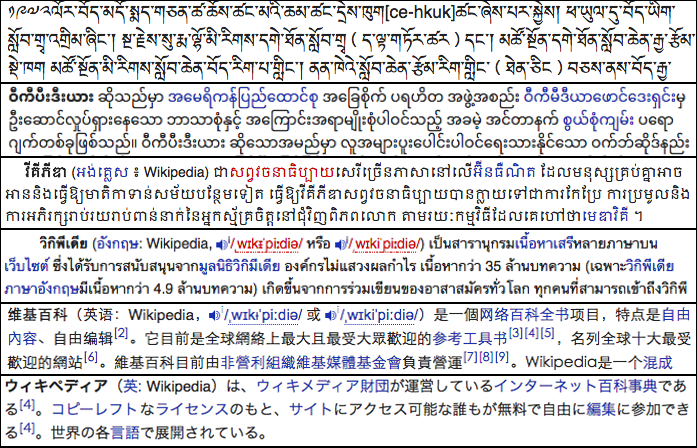 ༡༩༧༢ལོར་བོད་མདོ་སྨད་གཅན་ཚ་ཆོས་ཚང་མའི་ཆམ་ཚང་དྲེས་ཁུག[ce-hkuk]ཚང་ཞེས་པར་སྐྱེས། ཕ་ཡུལ་དུ་བོད་ཡིག
སློབ་གྲྭ་འགྲིམ་ཞིང་། སྔ་རྗེས་སུ་རྨ་ལྷོ་མི་རིགས་དགེ་ཐོན་སློབ་གྲྭ ( ད་ལྟ་གཏོར་ཚར ) དང་། མཚོ་སྔོན་དགེ་ཐོན་སློབ་ཆེན་རྒྱ་རྩོམ་
སྡེ་ཁག མཚོ་སྔོན་མི་རིགས་སློབ་ཆེན་བོད་རིག་པ་གླིང་། ནན་ཁེའེ་སློབ་ཆེན་རྩོམ་རིག་གླིང་ ( ཐེན་ཅིང ) བཅས་ནས་བོད་རྒྱ་
ဝီကီပီးဒီးယား ဆိုသည်မှာ အမေရိကန်ပြည်ထောင်စု အခြေစိုက် ပရဟိတ အဖွဲ့အစည်း ဝီကီမီဒီယာဖောင်ဒေးရှင်းမှ
ဦးဆောင်လှုပ်ရှားနေသော ဘာသာစုံနှင့် အကြောင်းအရာမျိုးစုံပါဝင်သည့် အခမဲ့ အင်တာနက် စွယ်စုံကျမ်း ပရော
ဂျက်တစ်ခုဖြစ်သည်။ ဝီကီပီးဒီးယား ဆိုသောအမည်မှာ လူအများပူးပေါင်းပါဝင်ရေးသားနိုင်သော ဝက်ဘ်ဆိုဒ်နည်း
វីគីភីឌា (អង់គ្លេស ៖ Wikipedia) ជាសព្វវចនាធិប្បាយសេរីច្រើនភាសានៅលើអ៊ីនធឺណិត ដែលមនុស្សគ្រប់គ្នាអាច
អាននិងធ្វើឱ្យមាតិកាទាន់សម័យបន្ថែមទៀត ធ្វើឱ្យវីគីភីឌាសព្វវចនាធិប្បាយបានក្លាយទៅជាការកែប្រែ ការប្រមូលនិង
ការអភិរក្សរាប់រយរាប់ពាន់នាក់នៃអ្នកស្ម័គ្រចិត្តនៅជុំវិញពិភពលោក តាមរយៈកម្មវិធីដែលគេហៅថាមេឌាវិគី ។
วิกิพีเดีย (อังกฤษ: Wikipedia, /ˌwɪkɪˈpiːdiə/ หรือ /ˌwɪkiˈpiːdiə/) เป็นสารานุกรมเนื้อหาเสรีหลายภาษาบน
เว็บไซต์ ซึ่งได้รับการสนับสนุนจากมูลนิธิวิกิมีเดีย องค์กรไม่แสวงผลกำไร เนื้อหากว่า 35 ล้านบทความ (เฉพาะวิกิพีเดีย
ภาษาอังกฤษมีเนื้อหากว่า 4.9 ล้านบทความ) เกิดขึ้นจากการร่วมเขียนของอาสาสมัครทั่วโลก ทุกคนที่สามารถเข้าถึงวิกิพี
維基百科（英语：Wikipedia， /ˌwɪkɪˈpiːdiə/ 或 /ˌwɪkiˈpiːdiə/）是一個网络百科全书项目，特点是自由
內容、自由编辑[2]。它目前是全球網絡上最大且最受大眾歡迎的参考工具书[3][4][5]，名列全球十大最受
歡迎的網站[6]。維基百科目前由非營利組織維基媒體基金會負責營運[7][8][9]。Wikipedia是一个混成
ウィキペディア（英: Wikipedia）は、ウィキメディア財団が運営しているインターネット百科事典であ
る[4]。コピーレフトなライセンスのもと、サイトにアクセス可能な誰もが無料で自由に編集に参加でき
る[4]。世界の各言語で展開されている。